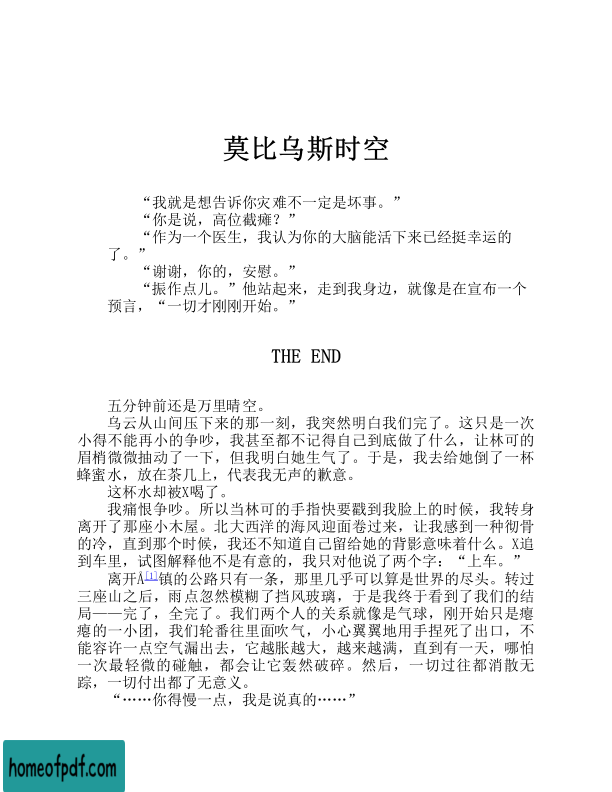 莫比乌斯时空
“我就是想告诉你灾难不一定是坏事。”
“你是说，高位截瘫？”
“作为一个医生，我认为你的大脑能活下来已经挺幸运的
了。”
“谢谢，你的，安慰。”
“振作点儿。”他站起来，走到我身边，就像是在宣布一个
预言，“一切才刚刚开始。”
THE END
五分钟前还是万里晴空。
乌云从山间压下来的那一刻，我突然明白我们完了。这只是一次
小得不能再小的争吵，我甚至都不记得自己到底做了什么，让林可的
眉梢微微抽动了一下，但我明白她生气了。于是，我去给她倒了一杯
蜂蜜水，放在茶几上，代表我无声的歉意。
这杯水却被X喝了。
我痛恨争吵。所以当林可的手指快要戳到我脸上的时候，我转身
离开了那座小木屋。北大西洋的海风迎面卷过来，让我感到一种彻骨
的冷，直到那个时候，我还不知道自己留给她的背影意味着什么。X追
到车里，试图解释他不是有意的，我只对他说了两个字：“上车。”
离开Å[1]镇的公路只有一条，那里几乎可以算是世界的尽头。转过
三座山之后，雨点忽然模糊了挡风玻璃，于是我终于看到了我们的结
局——完了，全完了。我们两个人的关系就像是气球，刚开始只是瘪
瘪的一小团，我们轮番往里面吹气，小心翼翼地用手捏死了出口，不
能容许一点空气漏出去，它越胀越大，越来越满，直到有一天，哪怕
一次最轻微的碰触，都会让它轰然破碎。然后，一切过往都消散无
踪，一切付出都了无意义。
“……你得慢一点，我是说真的……”
homeofpdf.com